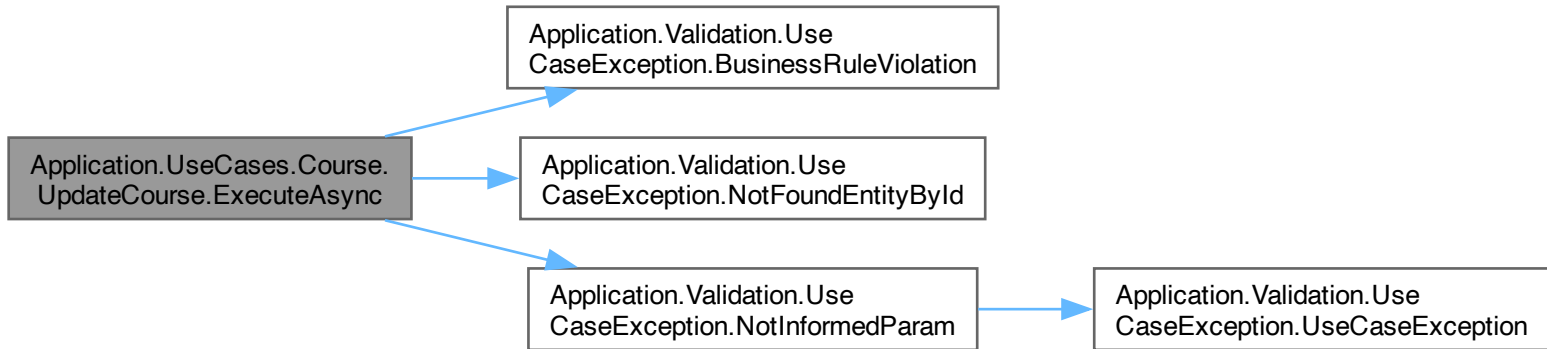 Application.Validation.Use
CaseException.BusinessRuleViolation
Application.UseCases.Course.
UpdateCourse.ExecuteAsync
Application.Validation.Use
CaseException.NotFoundEntityById
Application.Validation.Use
CaseException.NotInformedParam
Application.Validation.Use
CaseException.UseCaseException